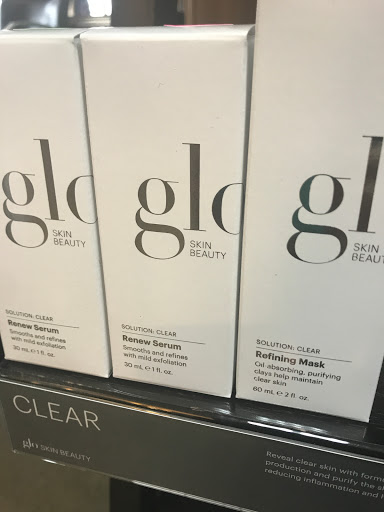 glo
SKIN
BEAUTY
SOLUTION: CLEAR
Renew Serum
Smooths and refines
with mild exfoliation
30 mL e 1 fl. oz.
glo
SKIN
BEAUTY
SOLUTION: CLEAR
Renew Serum
Smooths and refines
with mild exfoliation
30 mL e 1 fl. oz.
gl
SKIN
BEAUTY
SOLUTION: CLEAR
Refining Mask
Oil absorbing, purifying
clays help maintain
clear skin
60 mL e 2 fl. oz.
CLEAR
glo SKIN BEAUTY
Reveal clear skin with form
production and purify the s
reducing inflammation and